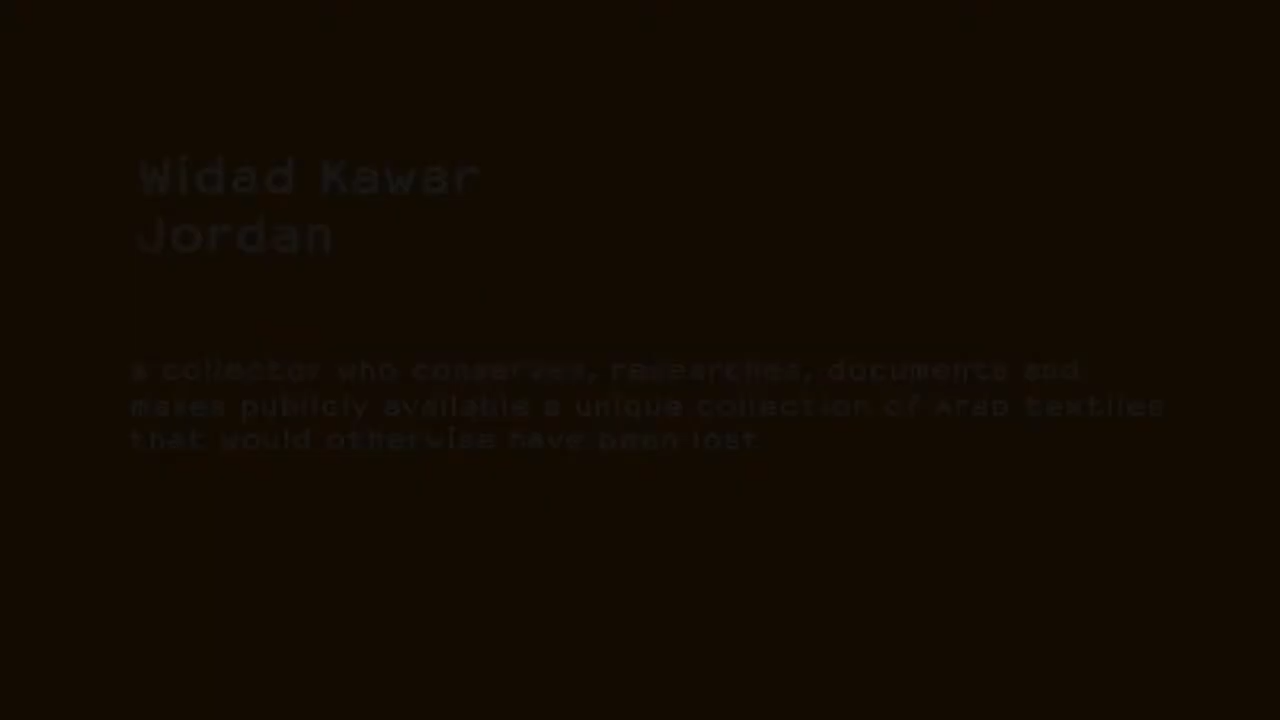 Widad Kawar
Jordan
a collector who conserves, researches, documents and
makes publicly available a unique collection of Arab textiles
that would otherwise have been lost